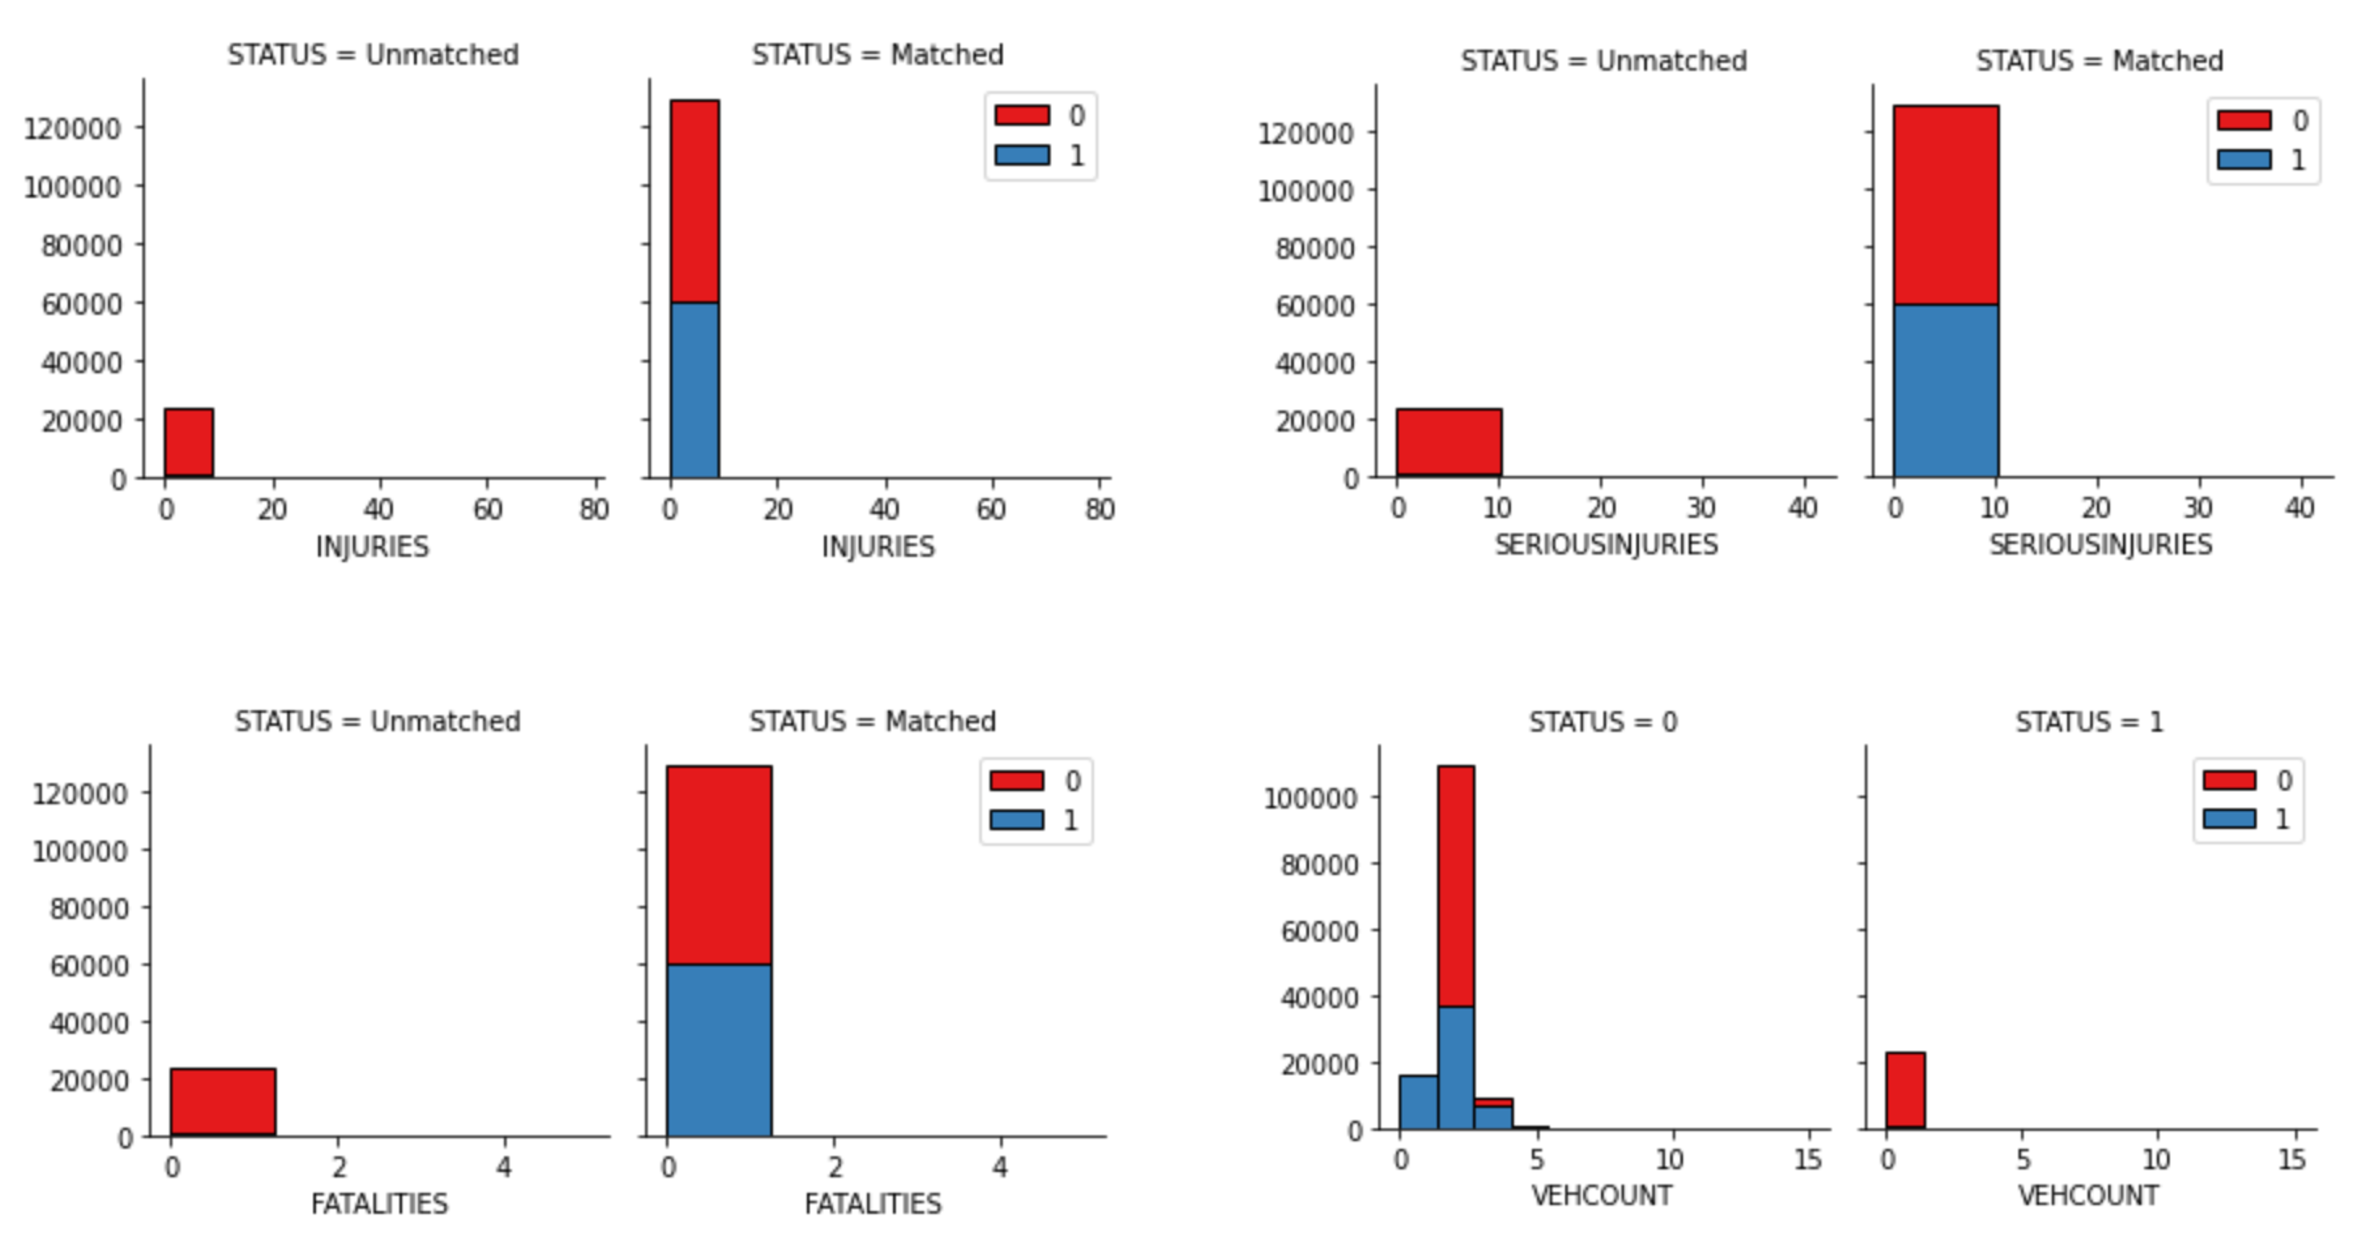 STATUS = Unmatched
STATUS = Matched
0
1
120000
100000
80000
60000
40000
20000
0
0 20 40 60 80
INJURIES
0 20 40 60 80
INJURIES
STATUS = Unmatched
STATUS = Matched
0
1
120000
100000
80000
60000
40000
20000
0
0 10 20 30 40
SERIOUSINJURIES
0 10 20 30 40
SERIOUSINJURIES
STATUS = Unmatched
STATUS = Matched
0
1
120000
100000
80000
60000
40000
20000
0
0 2 4
FATALITIES
0 2 4
FATALITIES
STATUS = 0
STATUS = 1
0
1
100000
80000
60000
40000
20000
0
0 5 10 15
VEHCOUNT
0 5 10 15
VEHCOUNT